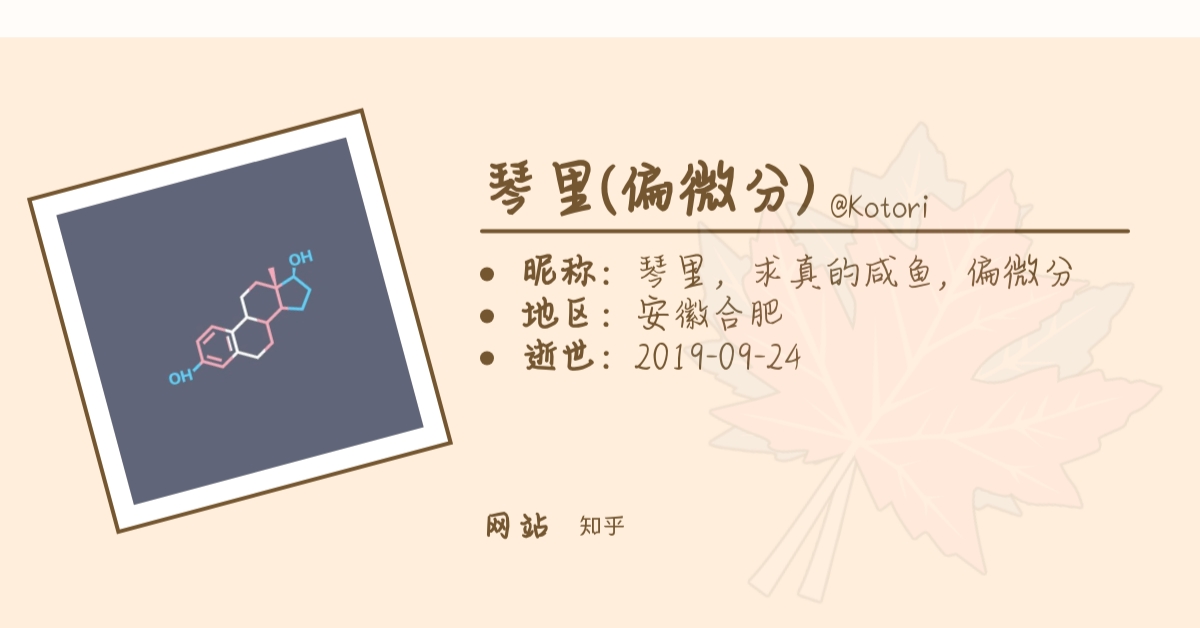 琴里(偏微分) @Kotori
昵称：琴里，求真的咸鱼, 偏微分
地区：安徽合肥
逝世：2019-09-24
OH
OH
网站 知乎